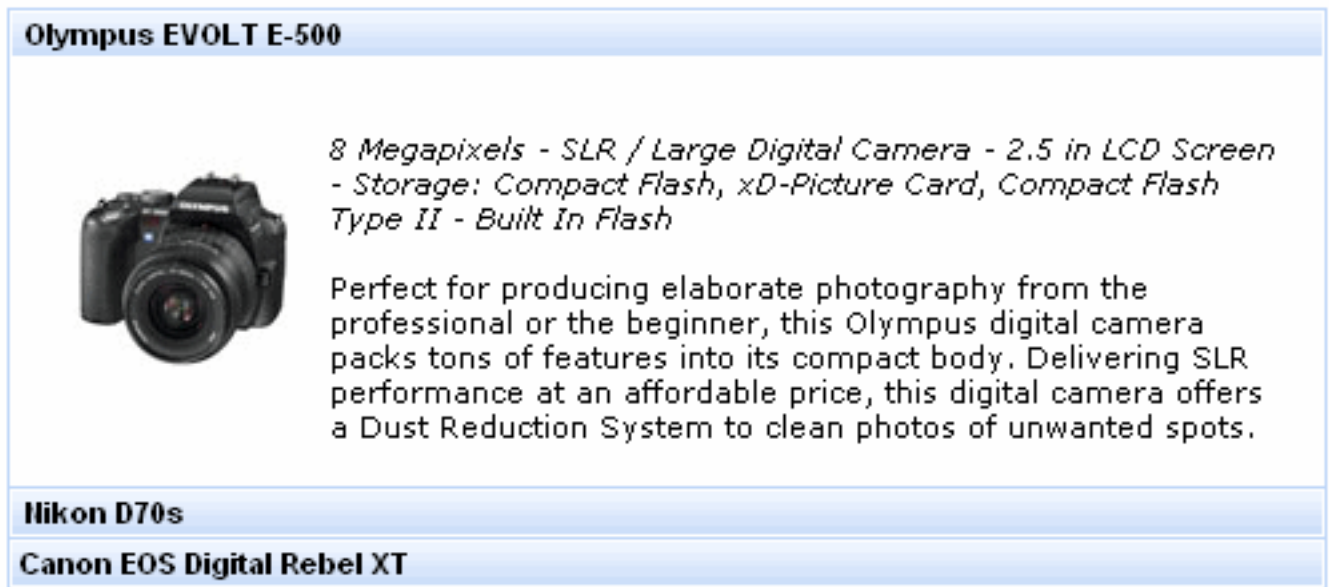 Olympus EVOLT E-500
8 Megapixels - SLR / Large Digital Camera - 2.5 in LCD Screen
- Storage: Compact Flash, xD-Picture Card, Compact Flash
Type II - Built In Flash
OLYMPUS
Perfect for producing elaborate photography from the
professional or the beginner, this Olympus digital camera
packs tons of features into its compact body. Delivering SLR
performance at an affordable price, this digital camera offers
a Dust Reduction System to clean photos of unwanted spots.
Nikon D70s
Canon EOS Digital Rebel XT